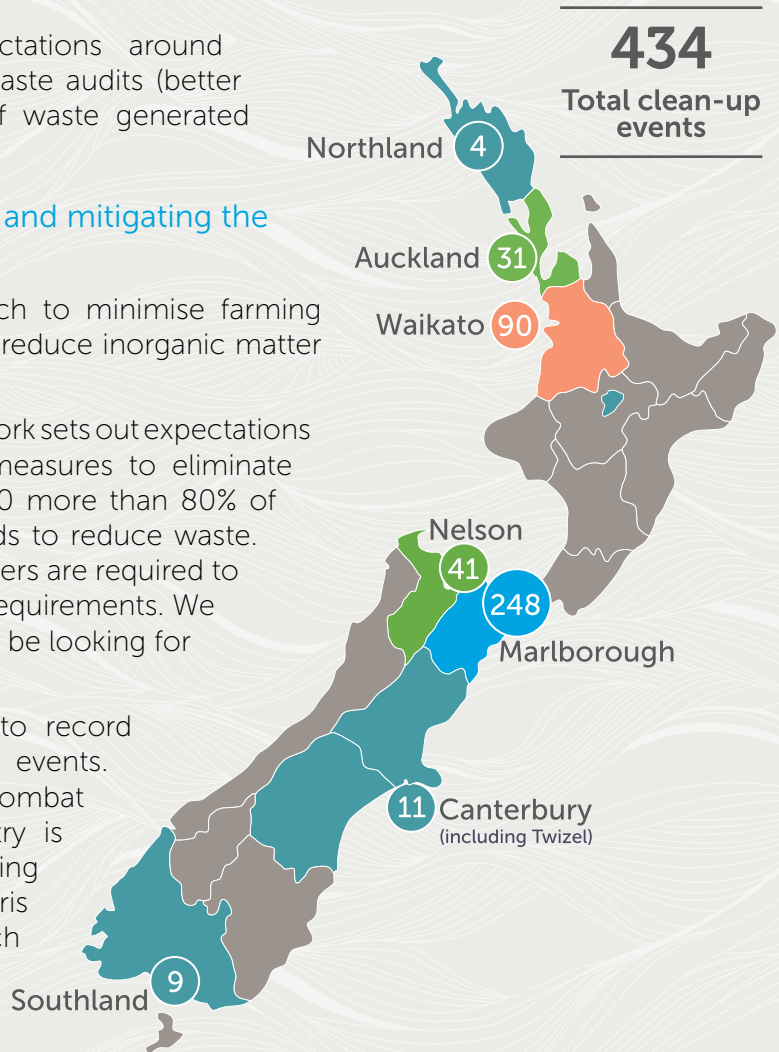 ctations around
aste audits (better
f waste generated
and mitigating the
ch to minimise farming
reduce inorganic matter
ork sets out expectations
measures to eliminate
0 more than 80% of
ds to reduce waste.
ers are required to
equirements. We
be looking for
to record
events.
ombat
ry is
ing
ris
ch
434
Total clean-up
events
Northland 4
Auckland 31
Waikato 90
Nelson
41
248
Marlborough
11 Canterbury
(including Twizel)
Southland 9